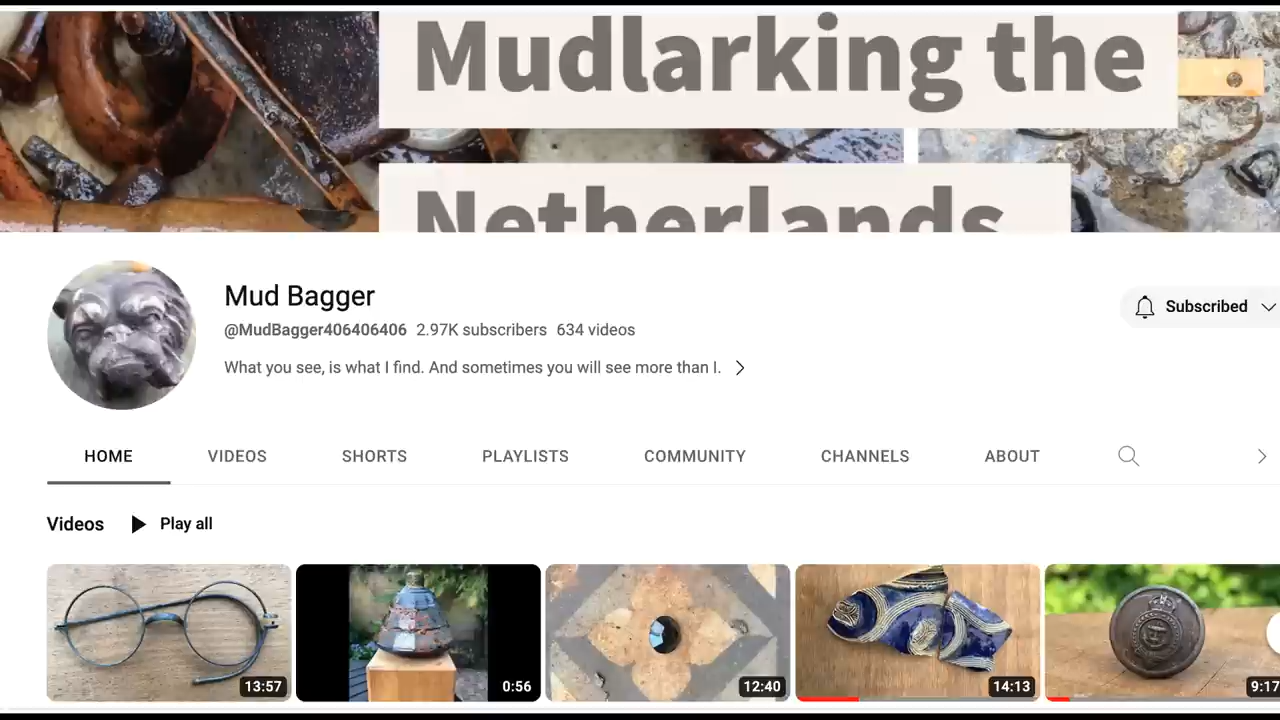 Mudlarking the
Netherlands
Mud Bagger
@MudBagger406406406 2.97K subscribers 634 videos
Subscribed
What you see, is what I find. And sometimes you will see more than I.
HOME VIDEOS SHORTS PLAYLISTS COMMUNITY CHANNELS ABOUT
Videos Play all
13:57 0:56 12:40 14:13 9:17